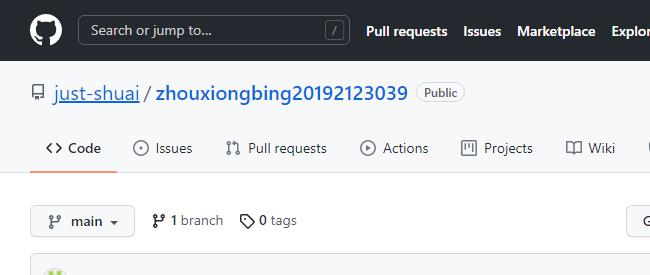 Search or jump to... / Pull requests Issues Marketplace Explor
just-shuai / zhouxiongbing20192123039 Public
Code Issues Pull requests Actions Projects Wiki
main 1 branch 0 tags G